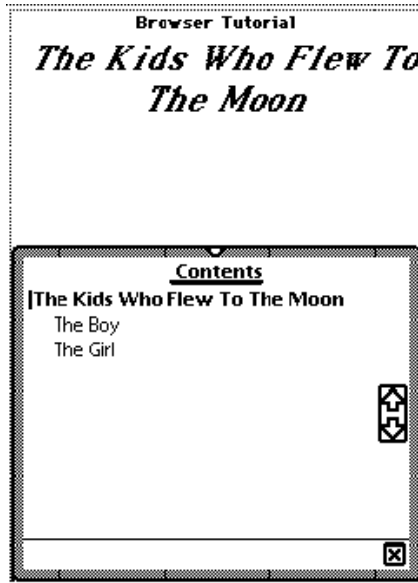 Browser Tutorial
The Kids Who Flew To
The Moon
Contents
The Kids Who Flew To The Moon
The Boy
The Girl